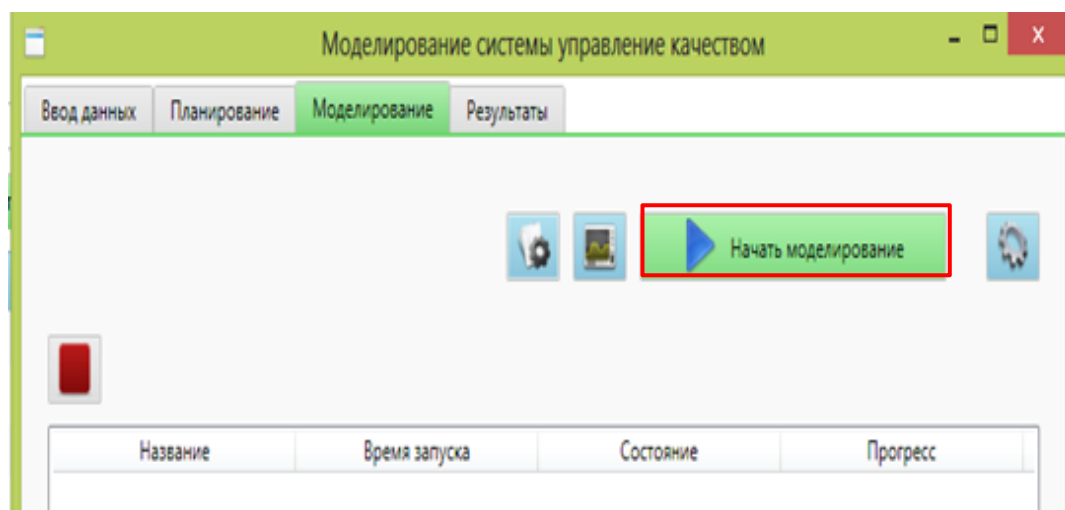 Моделирование системы управление качеством
Ввод данных Планирование Моделирование Результаты
Начать моделирование
Название Время запуска Состояние Прогресс